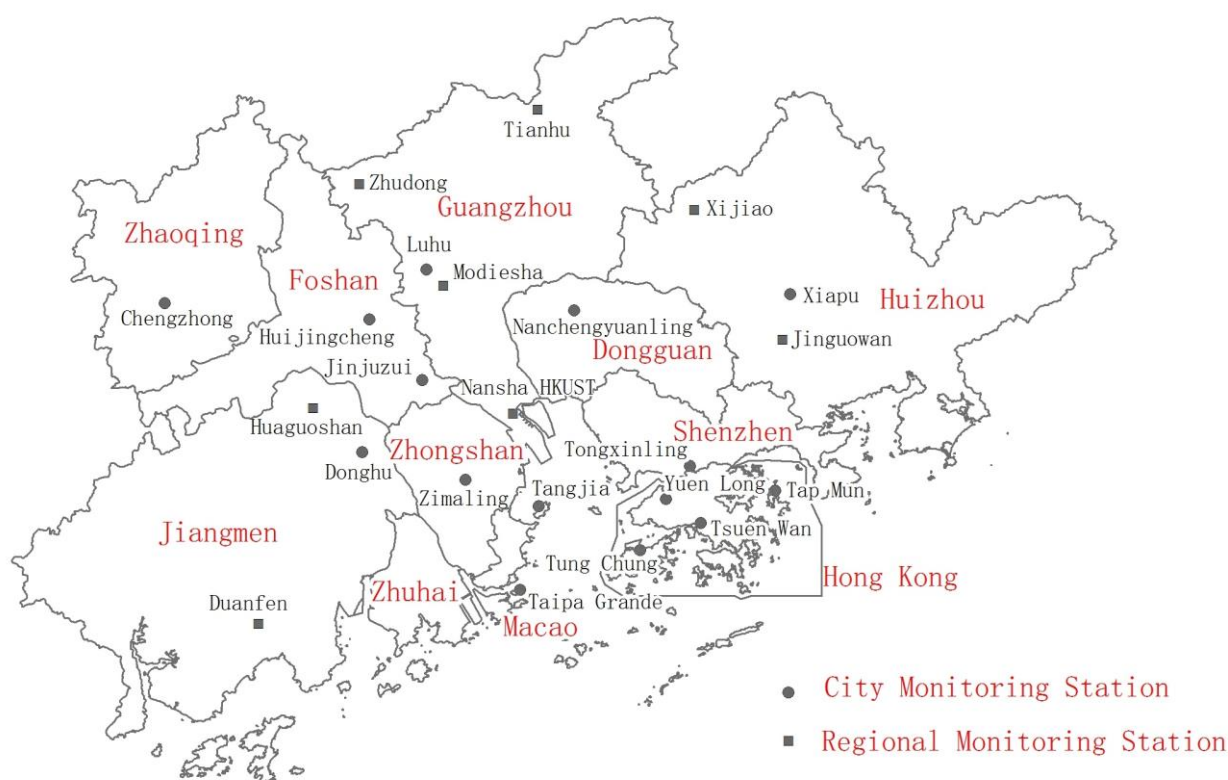 Tianhu
Zhudong
Guangzhou
Xijiao
Zhaoqing
Luhu
Modiesha
Foshan
Chengzhong
Huijingcheng
Nanchengyuanling
Dongguan
Xiapu
Huizhou
Jinguowan
Jinjuzui
Nansha HKUST
Huaguoshan
Donghu
Zhongshan
Zimaling
Shenzhen
Tongxinling
Tangjia
Yuen Long
Tap Mun
Tsuen Wan
Jiangmen
Tung Chung
Hong Kong
Zhuhai
Duanfen
Taipa Grande
Macao
City Monitoring Station
Regional Monitoring Station